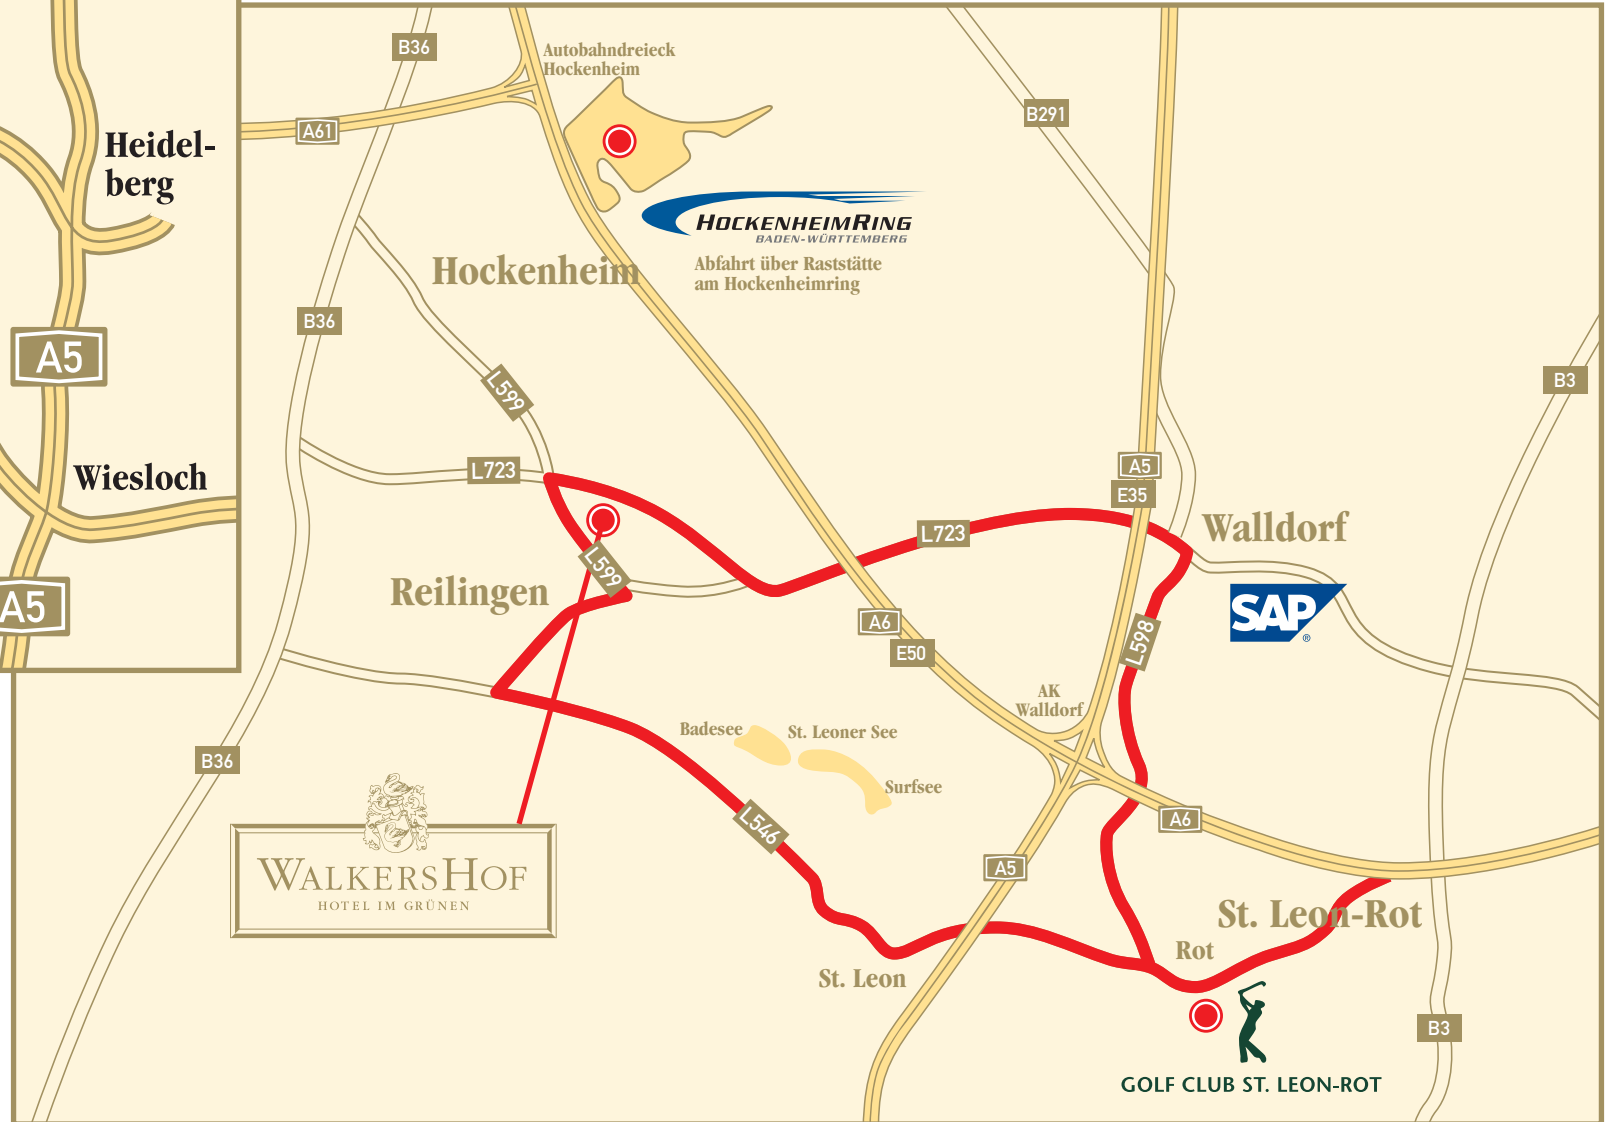 Heidel-
berg
A5
Wiesloch
A5
B36
Autobahndreieck
Hockenheim
A61
B291
HOCKENHEIMRING
BADEN-WÜRTTEMBERG
Hockenheim
Abfahrt über Raststätte
am Hockenheimring
B36
L599
B3
L723
A5
E35
L723
Walldorf
L599
Reilingen
SAP®
A6
L598
E50
AK
Walldorf
Badesee
St. Leoner See
B36
Surfsee
L546
A6
WALKERSHOF
HOTEL IM GRÜNEN
A5
St. Leon-Rot
Rot
St. Leon
B3
GOLF CLUB ST. LEON-ROT